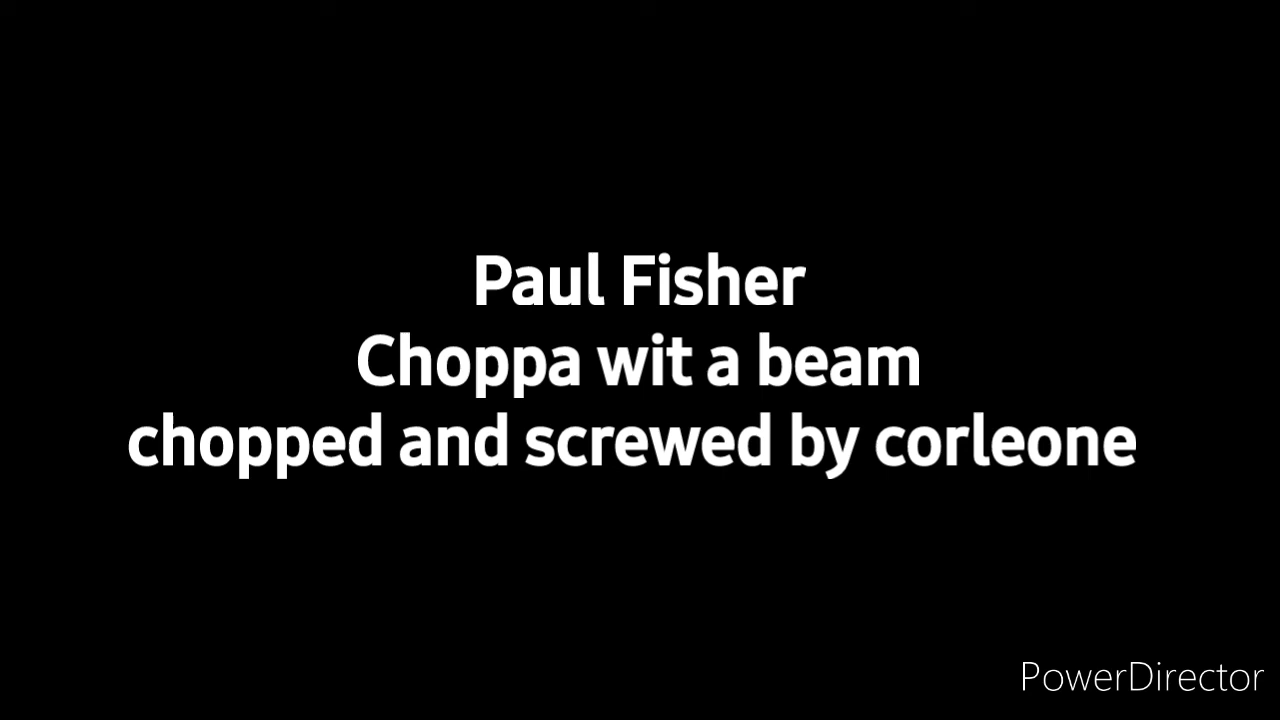 Paul Fisher
Choppa wit a beam
chopped and screwed by corleone
PowerDirector